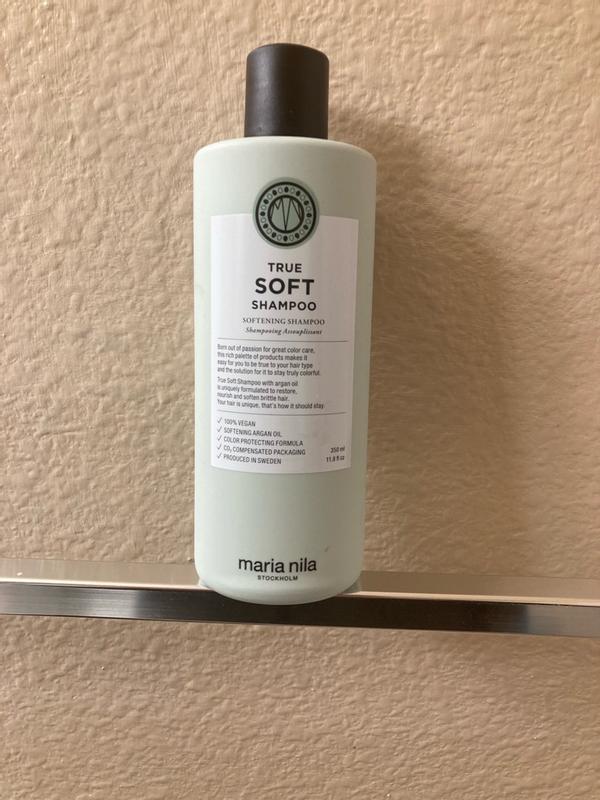 TRUE
SOFT
SHAMPOO
SOFTENING SHAMPOO
Shampooing Assouplissant
Born out of passion for great color care,
this rich palette of products makes it
easy for you to be true to your hair type
and the solution for it to stay truly colorful.
True Soft Shampoo with argan oil
is uniquely formulated to restore,
nourish and soften brittle hair.
Your hair is unique, that's how it should stay.
✓ 100% VEGAN
✓ SOFTENING ARGAN OIL
✓ COLOR PROTECTING FORMULA
✓ CO₂ COMPENSATED PACKAGING 350 ml
✓ PRODUCED IN SWEDEN 11.8 fl oz
maria nila
STOCKHOLM